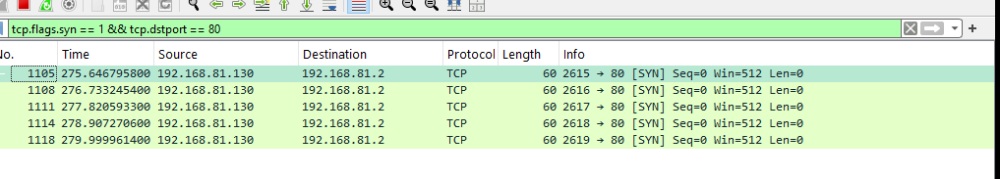 tcp.flags.syn == 1 && tcp.dstport == 80
No. Time Source Destination Protocol Length Info
1105 275.646795800 192.168.81.130 192.168.81.2 TCP 60 2615 → 80 [SYN] Seq=0 Win=512 Len=0
1108 276.733245400 192.168.81.130 192.168.81.2 TCP 60 2616 → 80 [SYN] Seq=0 Win=512 Len=0
1111 277.820593300 192.168.81.130 192.168.81.2 TCP 60 2617 → 80 [SYN] Seq=0 Win=512 Len=0
1114 278.907270600 192.168.81.130 192.168.81.2 TCP 60 2618 → 80 [SYN] Seq=0 Win=512 Len=0
1118 279.999961400 192.168.81.130 192.168.81.2 TCP 60 2619 → 80 [SYN] Seq=0 Win=512 Len=0